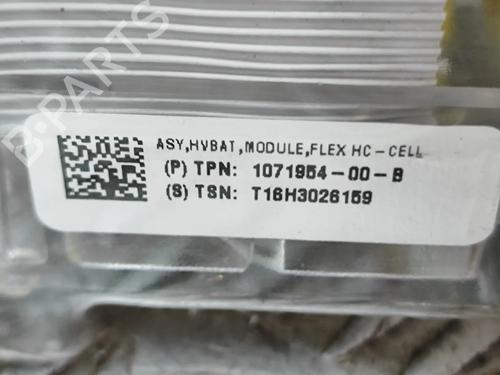 B-PARTS
ASY,HVBAT,MODULE,FLEX HC-CELL
(P) TPN: 1071954-00-B
(S) TSN: T16H3026159